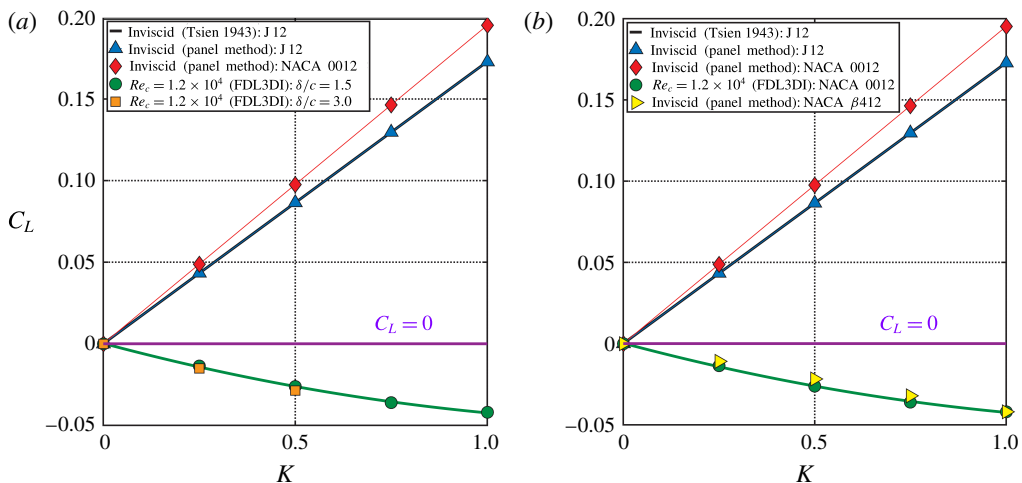 (a)
0.20
Inviscid (Tsien 1943): J 12
Inviscid (panel method): J 12
Inviscid (panel method): NACA 0012
Re_c = 1.2 × 10^4 (FDL3DI): δ/c = 1.5
Re_c = 1.2 × 10^4 (FDL3DI): δ/c = 3.0
0.15
0.10
C_L
0.05
C_L = 0
0
−0.05
0
0.5
1.0
K
(b)
0.20
Inviscid (Tsien 1943): J 12
Inviscid (panel method): J 12
Inviscid (panel method): NACA 0012
Re_c = 1.2 × 10^4 (FDL3DI): NACA 0012
Inviscid (panel method): NACA β412
0.15
0.10
0.05
C_L = 0
0
−0.05
0
0.5
1.0
K